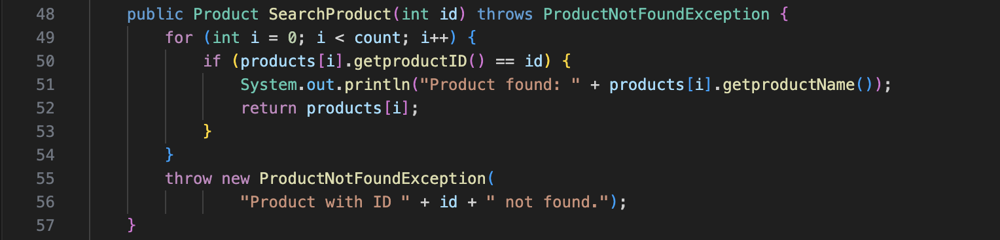 48 public Product SearchProduct(int id) throws ProductNotFoundException {
49 for (int i = 0; i < count; i++) {
50 if (products[i].getproductID() == id) {
51 System.out.println("Product found: " + products[i].getproductName());
52 return products[i];
53 }
54 }
55 throw new ProductNotFoundException(
56 "Product with ID " + id + " not found.");
57 }